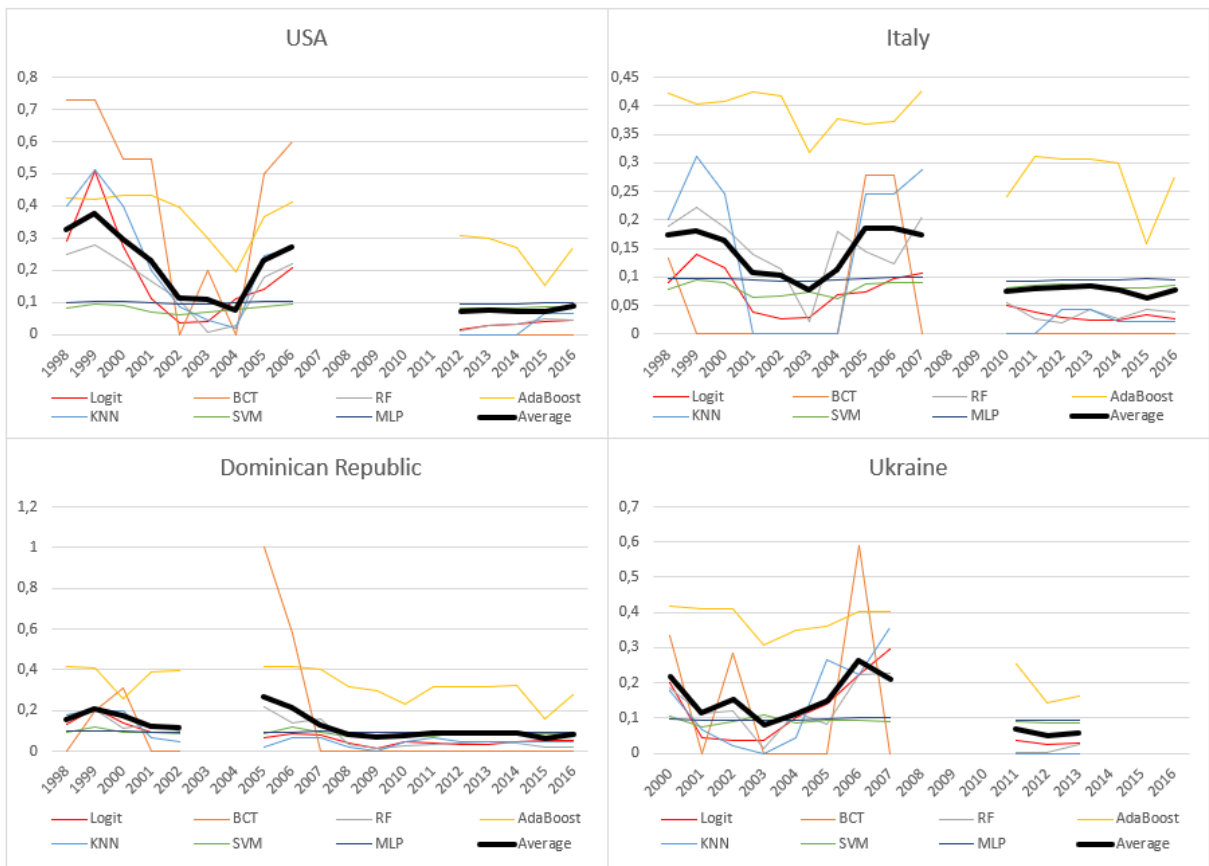 USA
0,8
0,7
0,6
0,5
0,4
0,3
0,2
0,1
0
1998 1999 2000 2001 2002 2003 2004 2005 2006 2007 2008 2009 2010 2011 2012 2013 2014 2015 2016
Logit BCT RF AdaBoost
KNN SVM MLP Average
Italy
0,45
0,4
0,35
0,3
0,25
0,2
0,15
0,1
0,05
0
1998 1999 2000 2001 2002 2003 2004 2005 2006 2007 2008 2009 2010 2011 2012 2013 2014 2015 2016
Logit BCT RF AdaBoost
KNN SVM MLP Average
Dominican Republic
1,2
1
0,8
0,6
0,4
0,2
0
1998 1999 2000 2001 2002 2003 2004 2005 2006 2007 2008 2009 2010 2011 2012 2013 2014 2015 2016
Logit BCT RF AdaBoost
KNN SVM MLP Average
Ukraine
0,7
0,6
0,5
0,4
0,3
0,2
0,1
0
2000 2001 2002 2003 2004 2005 2006 2007 2008 2009 2010 2011 2012 2013 2014 2015 2016
Logit BCT RF AdaBoost
KNN SVM MLP Average